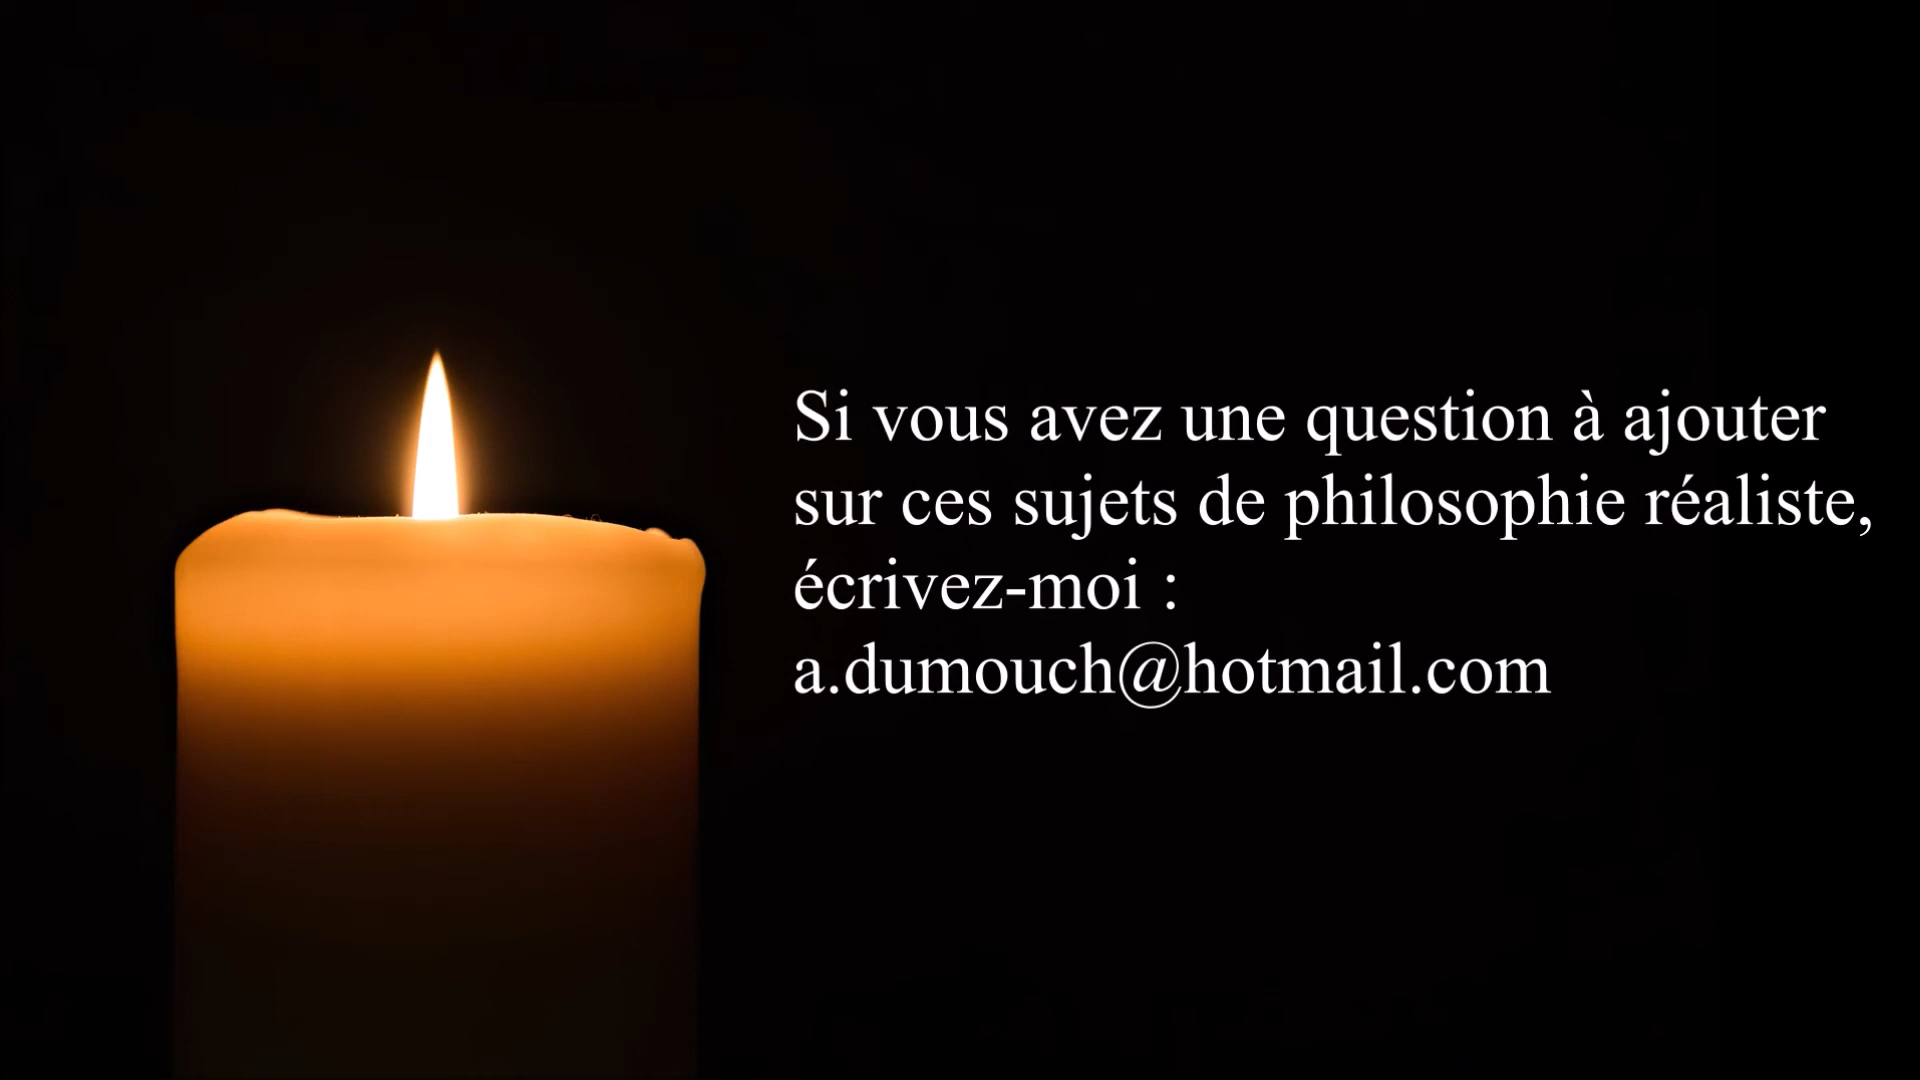 Si vous avez une question à ajouter
sur ces sujets de philosophie réaliste,
écrivez-moi :
a.dumouch@hotmail.com